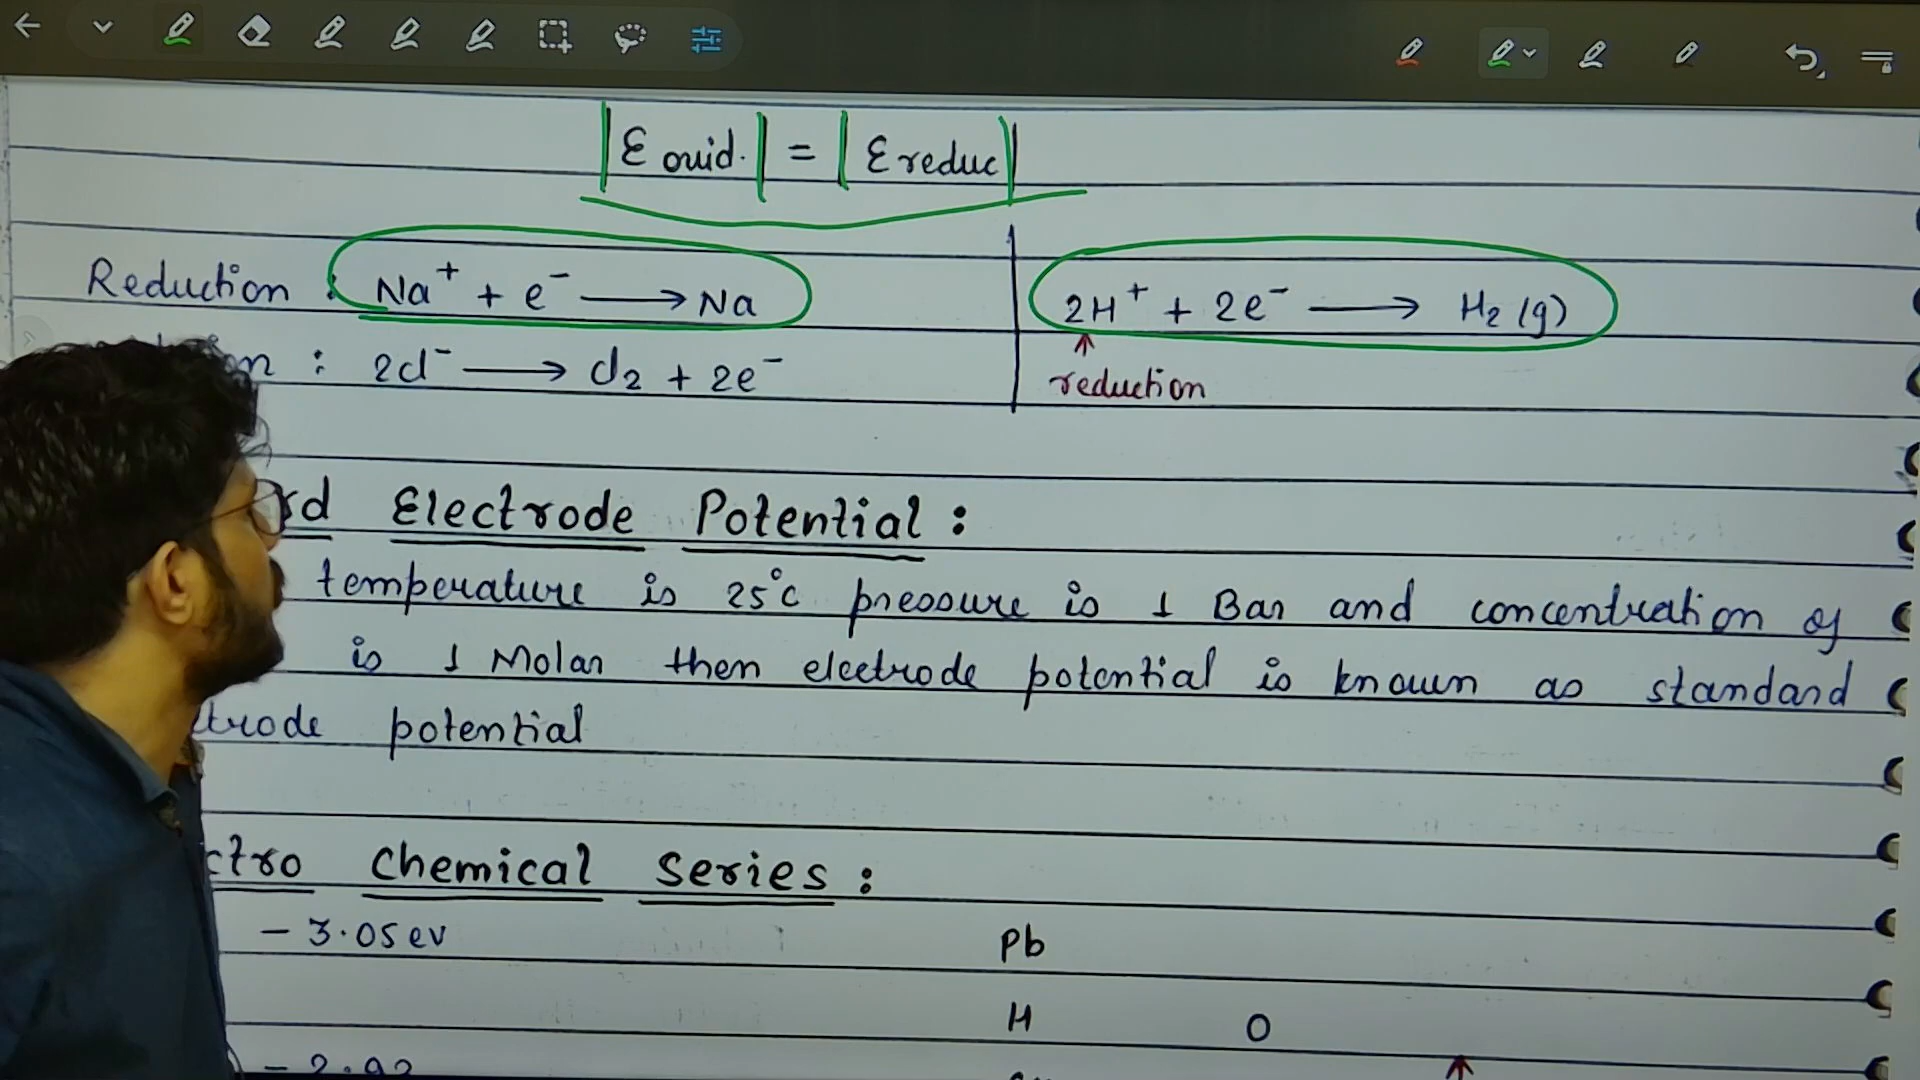 |Eoxid.| = |Ereduc|
Reduction : Na⁺ + e⁻ ⟶ Na
2H⁺ + 2e⁻ ⟶ H₂ (g)
: 2Cl⁻ ⟶ Cl₂ + 2e⁻
reduction
rd Electrode Potential :
temperature is 25°C pressure is 1 Bar and concentration of
is 1 Molar then electrode potential is known as standard
trode potential
ctro Chemical Series :
- 3.05 ev
Pb
H 0